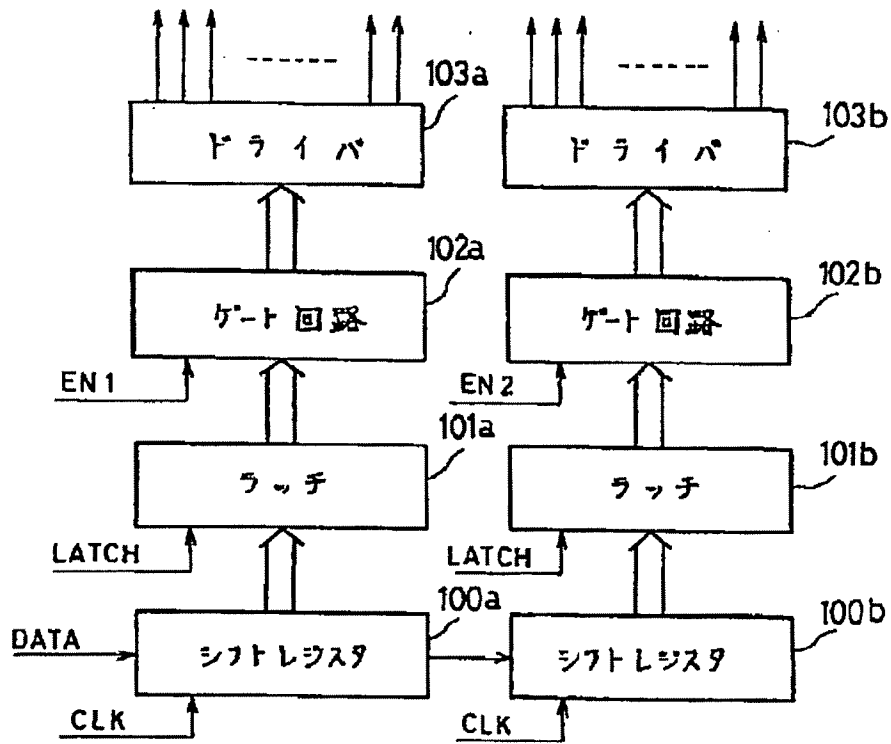 103a
ドライバ
103b
ドライバ
102a
ゲート回路
102b
ゲート回路
EN1
EN2
101a
ラッチ
101b
ラッチ
LATCH
LATCH
100a
シフトレジスタ
100b
シフトレジスタ
DATA
CLK
CLK